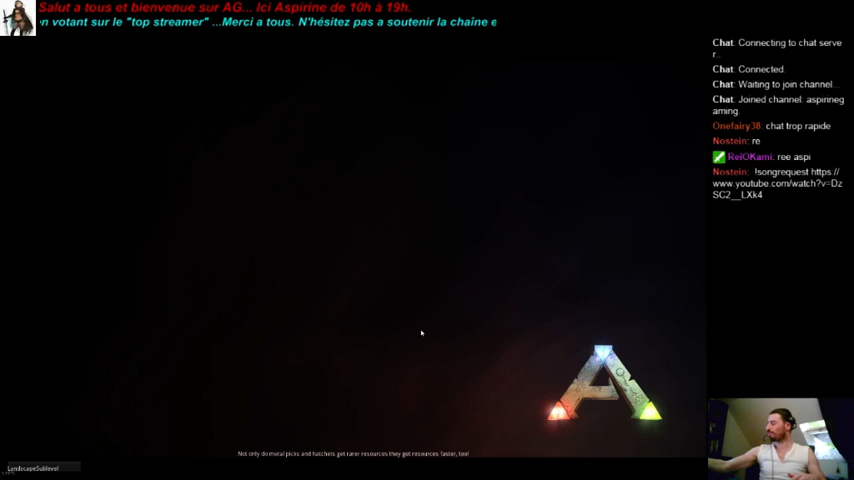 Salut a tous et bienvenue sur AG... Ici Aspirine de 10h à 19h.
n votant sur le "top streamer" ...Merci a tous. N'hésitez pas a soutenir la chaîne e
Chat: Connecting to chat serve
r..
Chat: Connected.
Chat: Waiting to join channel...
Chat: Joined channel: aspirineg
aming.
Onefairy38: chat trop rapide
Nostein: re
ReiOKami: ree aspi
Nostein: !songrequest https://
www.youtube.com/watch?v=Dz
SC2__LXk4
Not only do metal picks and hatchets get rarer resources they get resources faster, too!
LandscapeSublevel